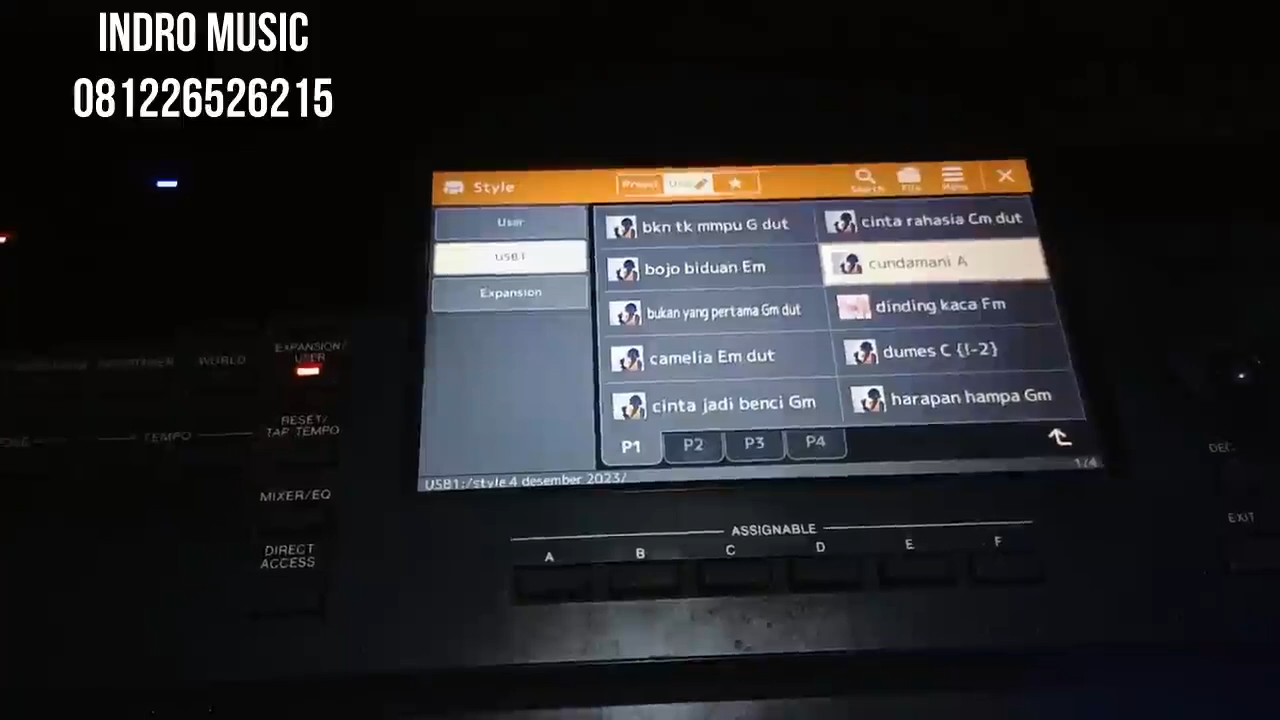 INDRO MUSIC
081226526215
Style
Preset
User
Search
File
Menu
User
USB1
Expansion
bkn tk mmpu G dut
cinta rahasia Cm dut
bojo biduan Em
cundamani A
bukan yang pertama Gm dut
dinding kaca Fm
camelia Em dut
dumes C {1-2}
cinta jadi benci Gm
harapan hampa Gm
P1 P2 P3 P4
1/4
USB1:/style 4 desember 2023/
WORLD
EXPANSION/
USER
RESET/
TAP TEMPO
TEMPO
MIXER/EQ
DIRECT
ACCESS
ASSIGNABLE
A B C D E F
DEC
EXIT